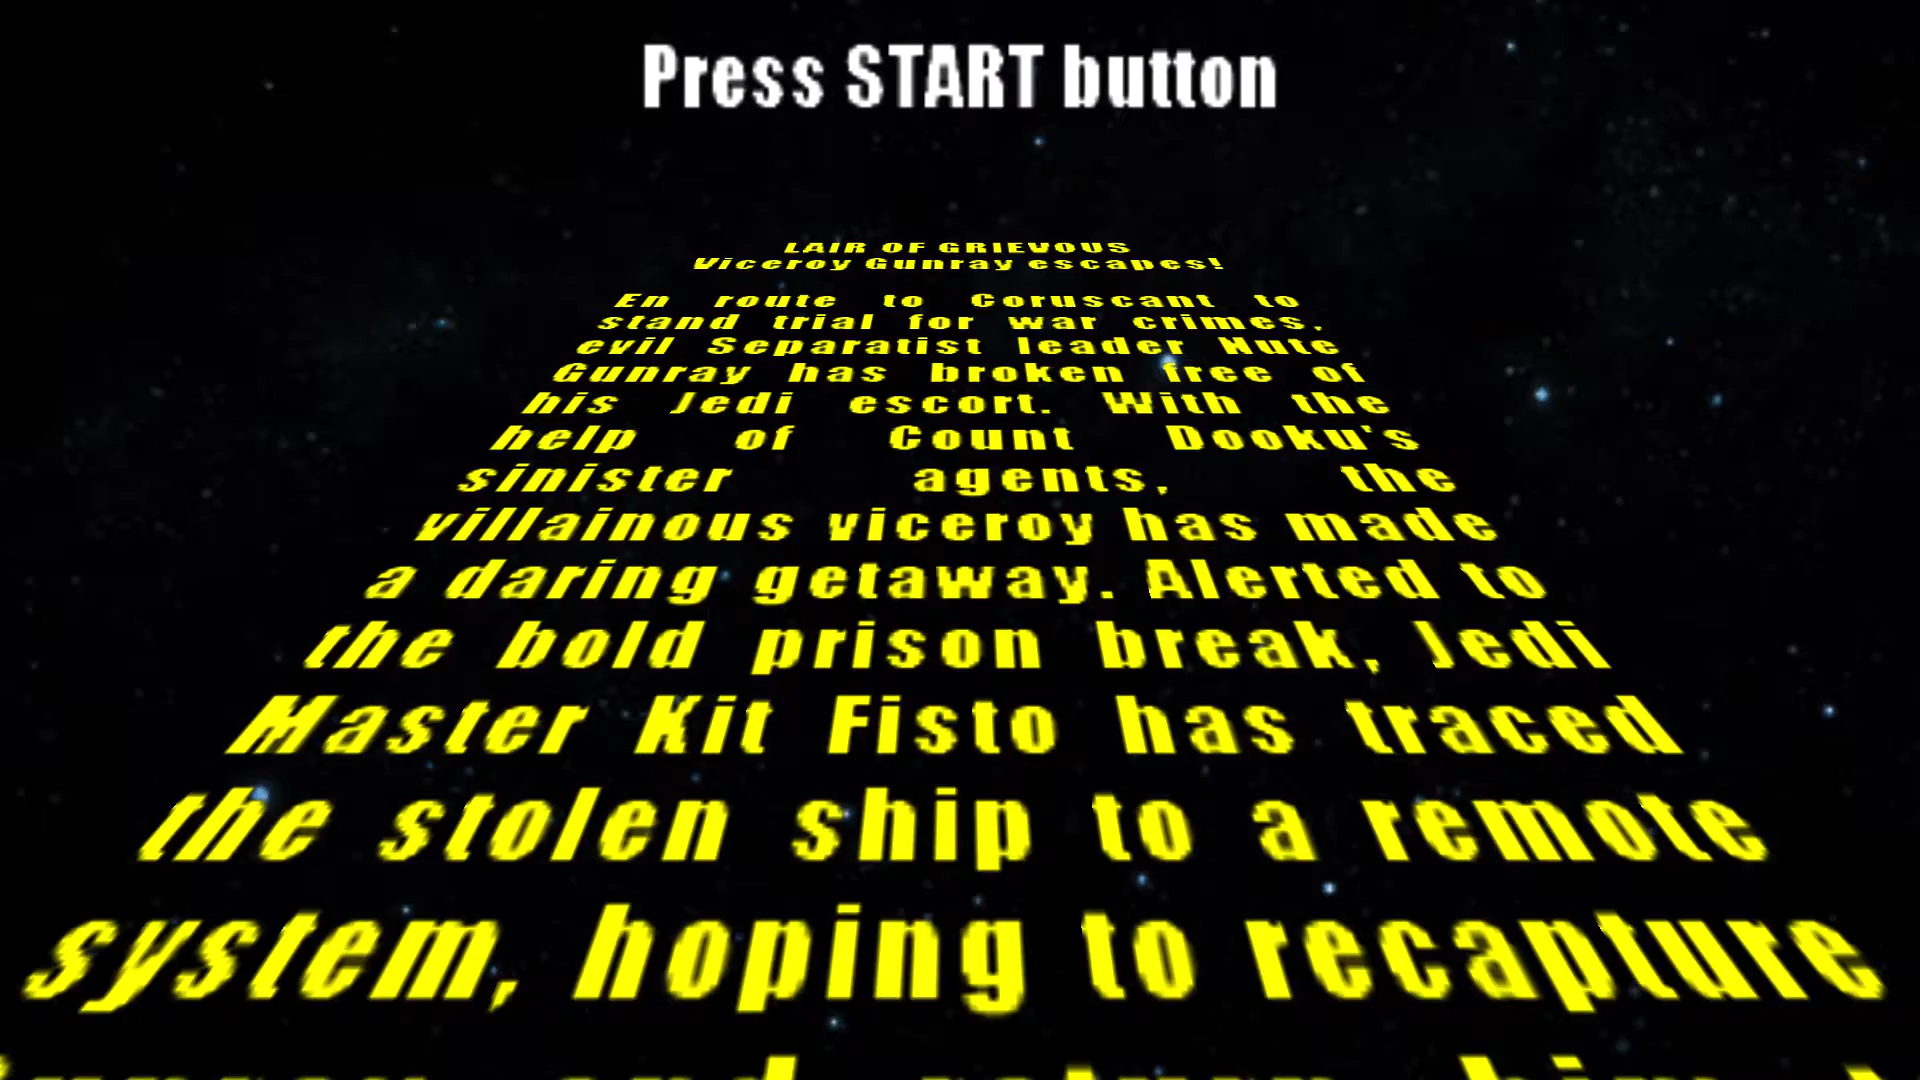 Press START button
LAIR OF GRIEVOUS
Viceroy Gunray escapes!
En route to Coruscant to
stand trial for war crimes,
evil Separatist leader Nute
Gunray has broken free of
his Jedi escort. With the
help of Count Dooku's
sinister agents, the
villainous viceroy has made
a daring getaway. Alerted to
the bold prison break, Jedi
Master Kit Fisto has traced
the stolen ship to a remote
system, hoping to recapture